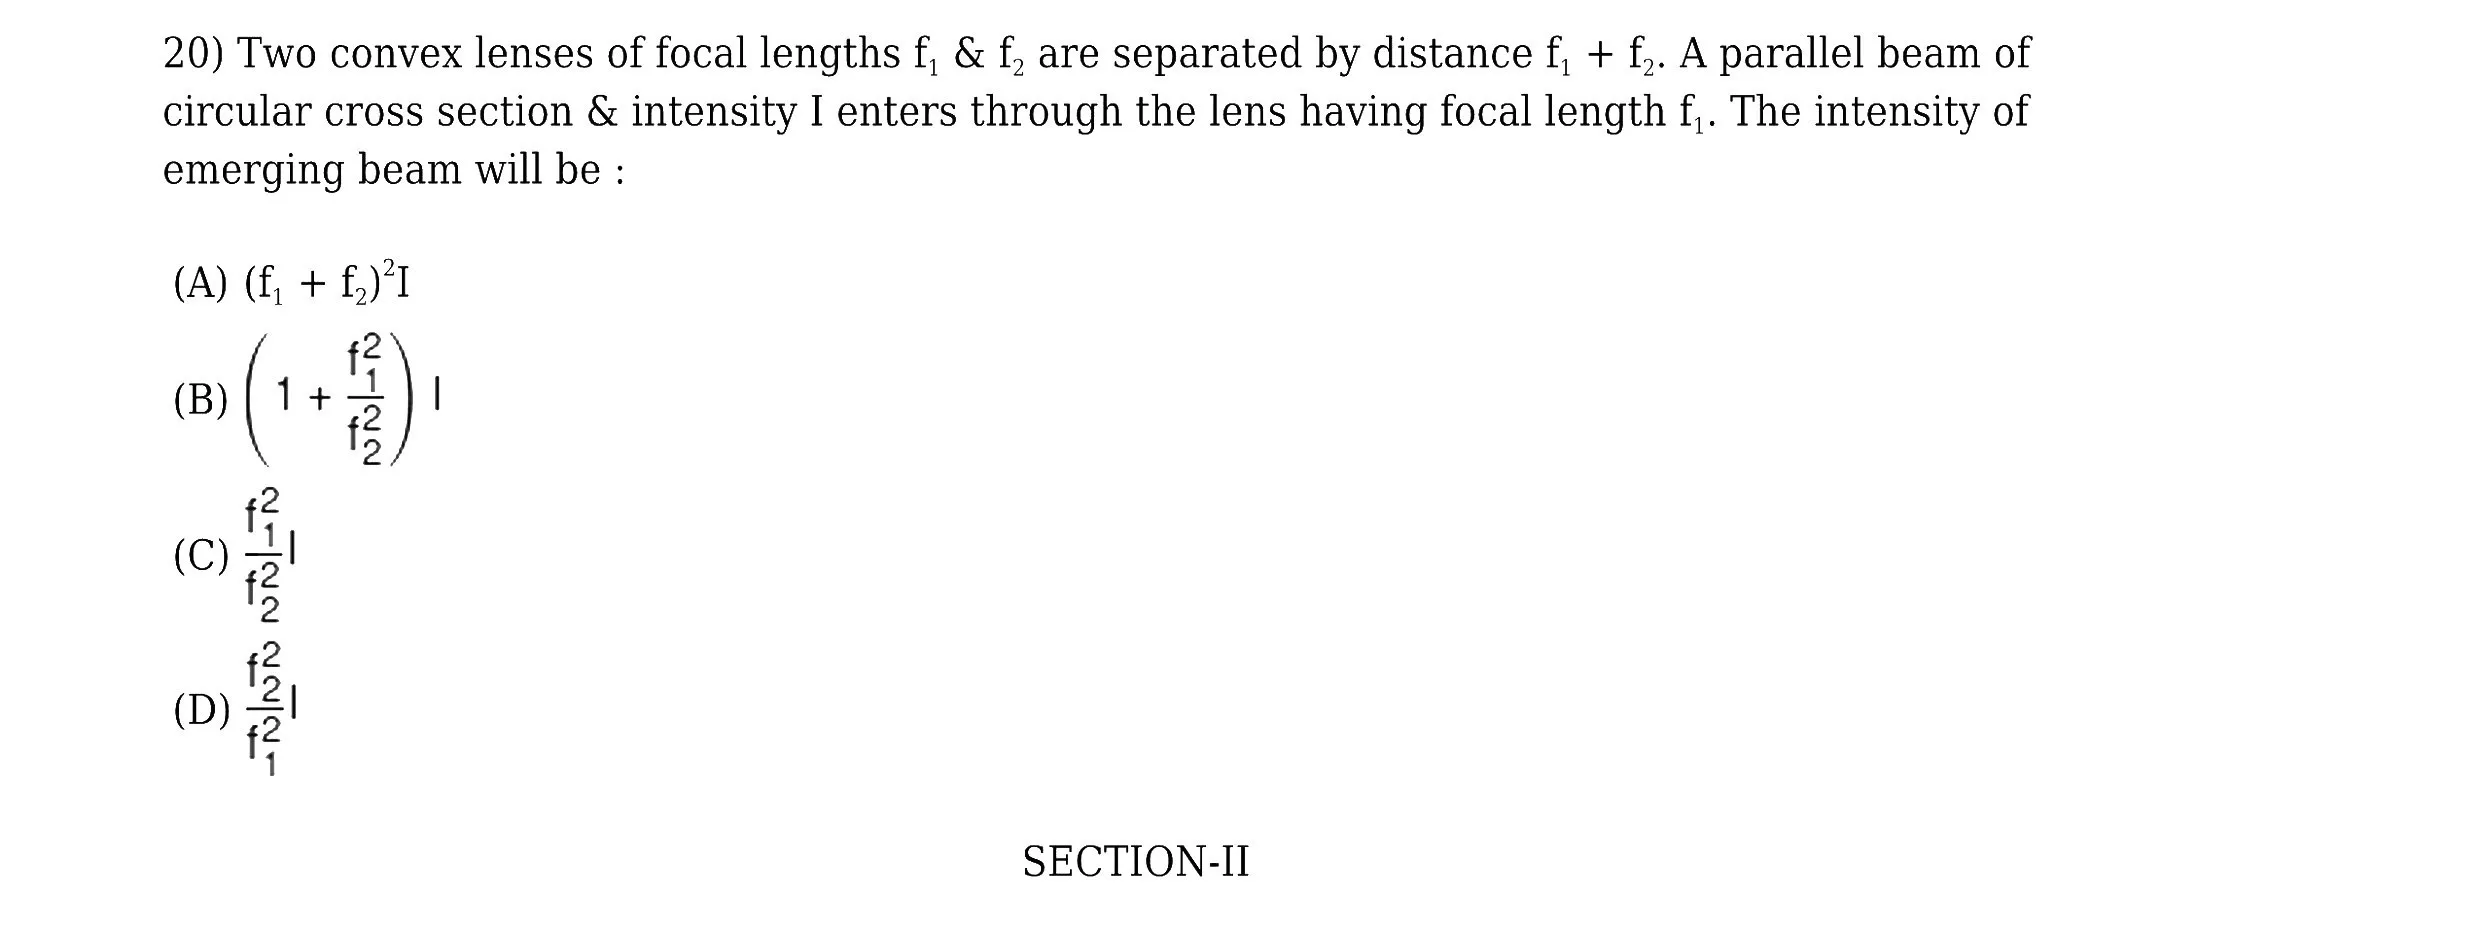 20) Two convex lenses of focal lengths f₁ & f₂ are separated by distance f₁ + f₂. A parallel beam of
circular cross section & intensity I enters through the lens having focal length f₁. The intensity of
emerging beam will be :
(A) (f₁ + f₂)²I
(B) (1 + f₁²/f₂²) I
(C) f₁²/f₂² I
(D) f₂²/f₁² I
SECTION-II